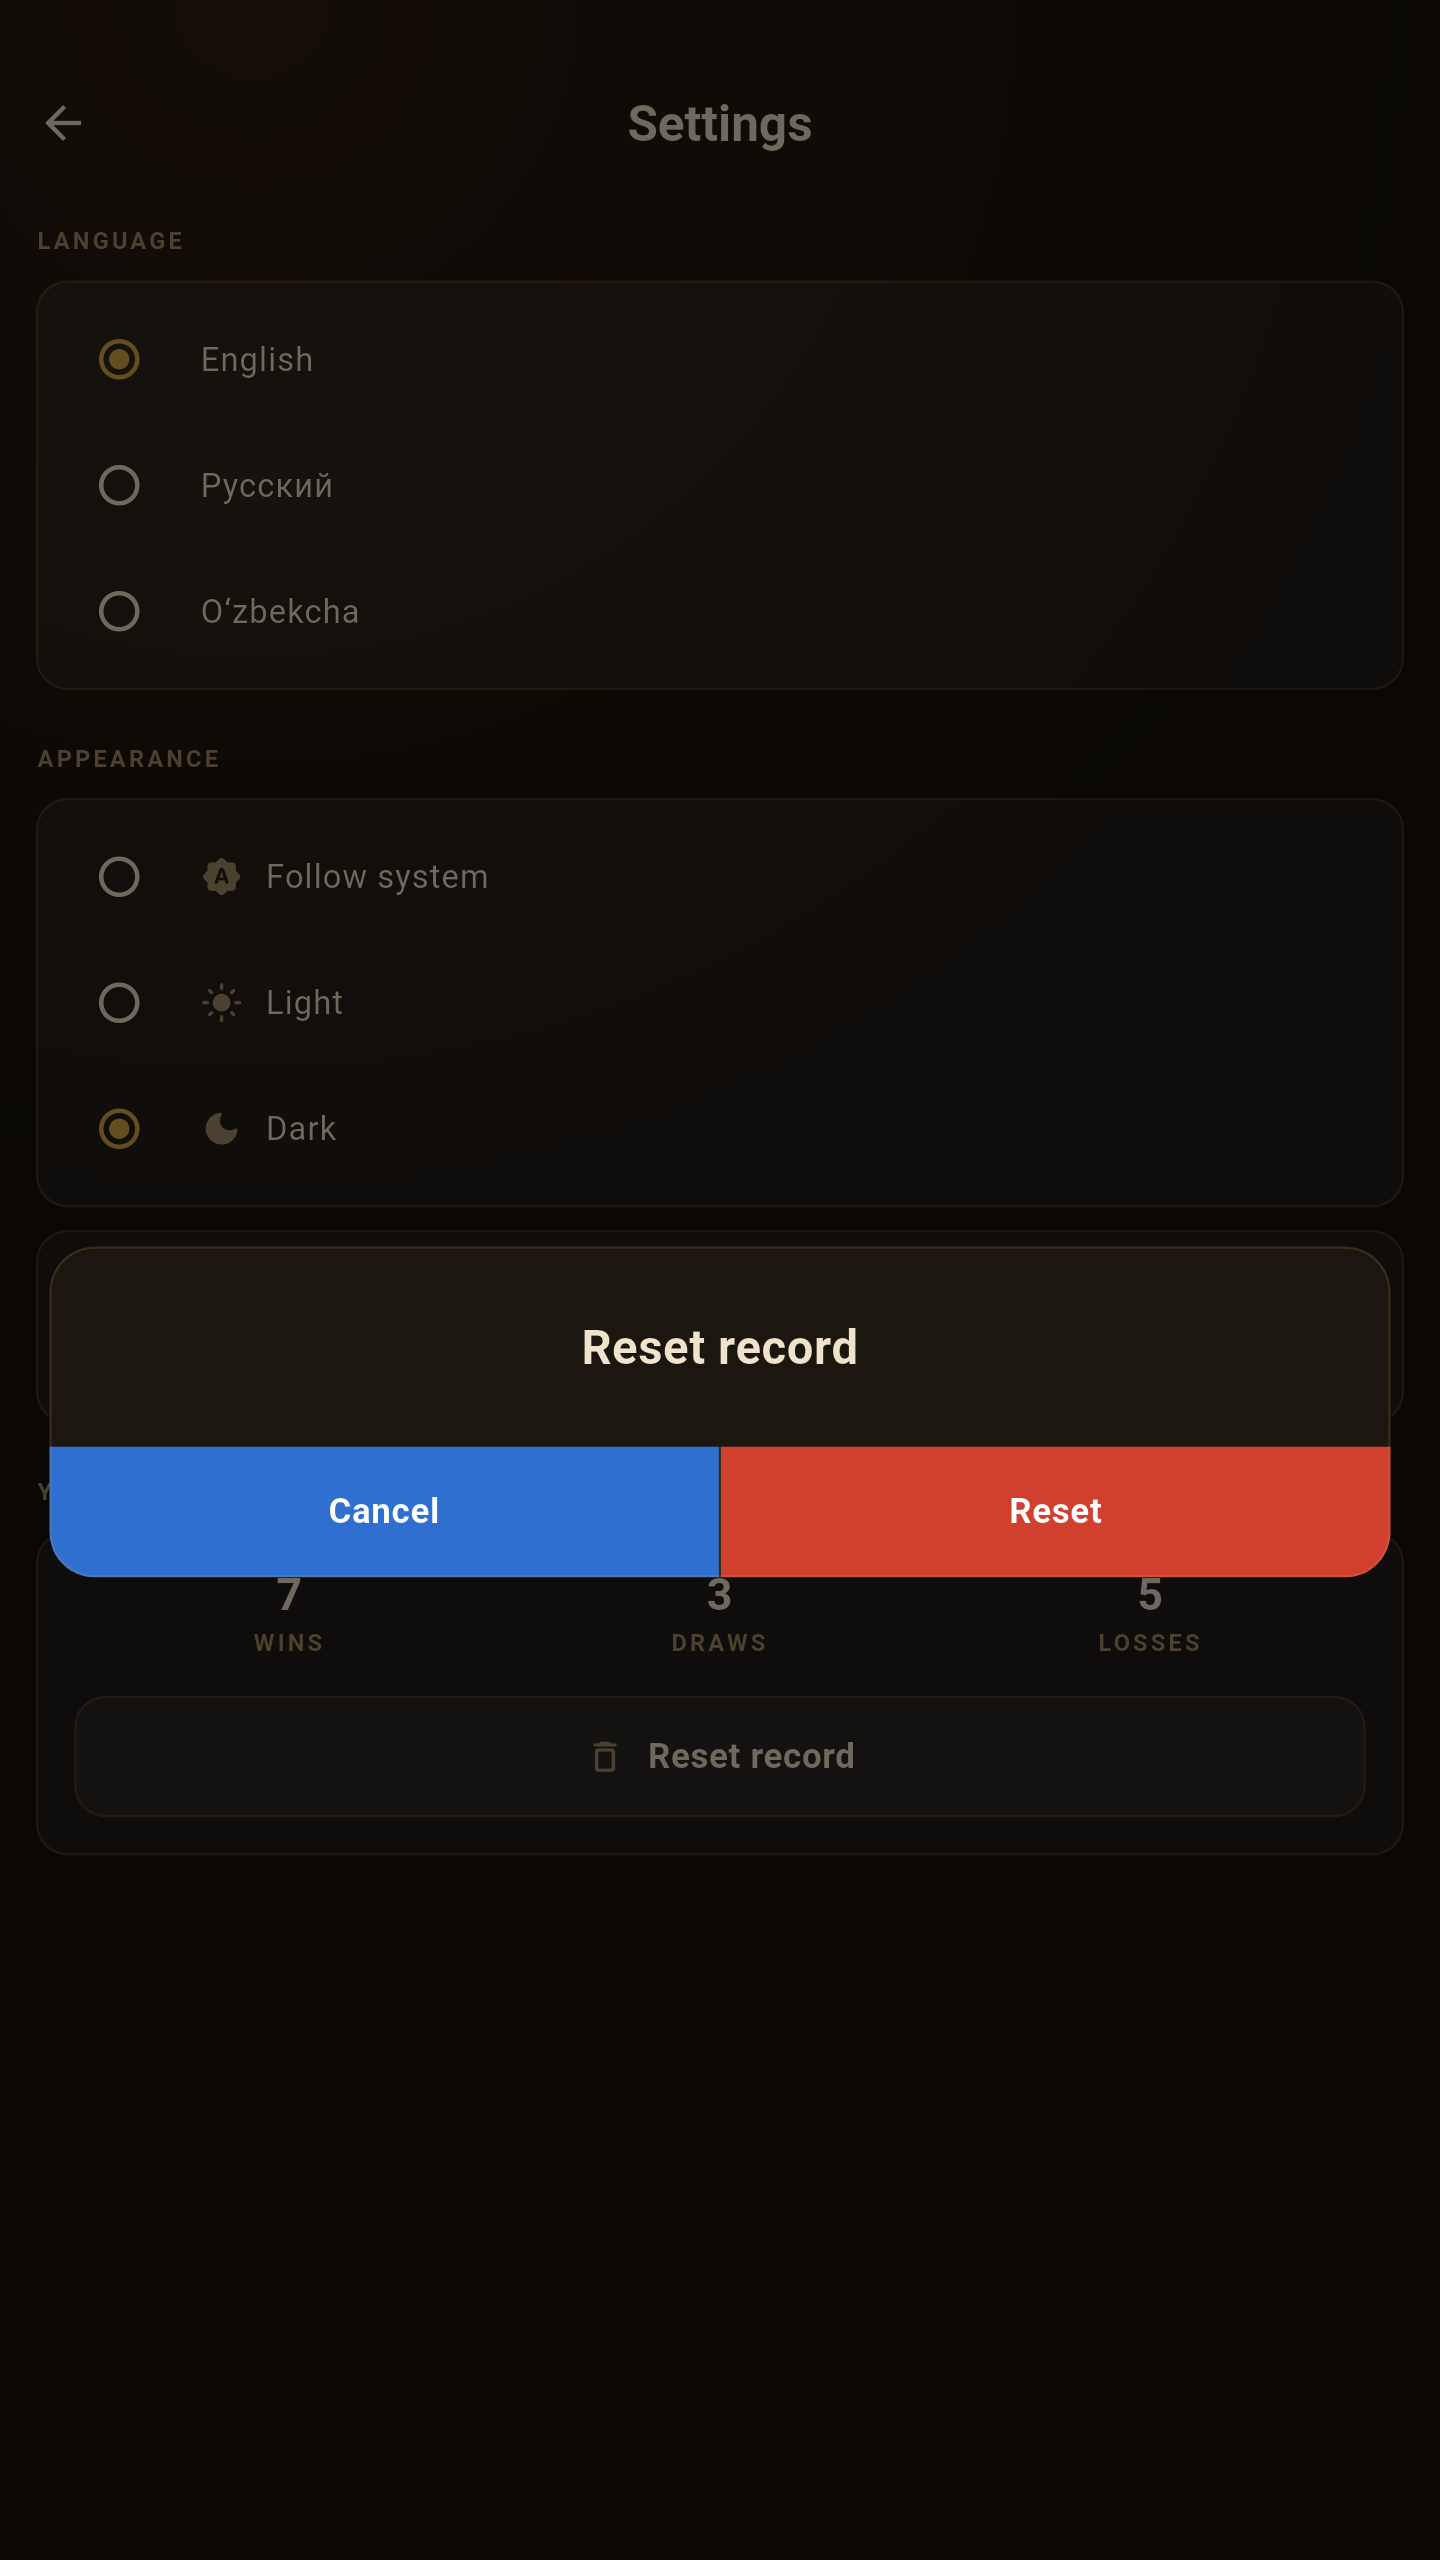 Settings
LANGUAGE
English
Русский
Oʻzbekcha
APPEARANCE
Follow system
Light
Dark
Reset record
Cancel
Reset
7
3
5
WINS
DRAWS
LOSSES
Reset record